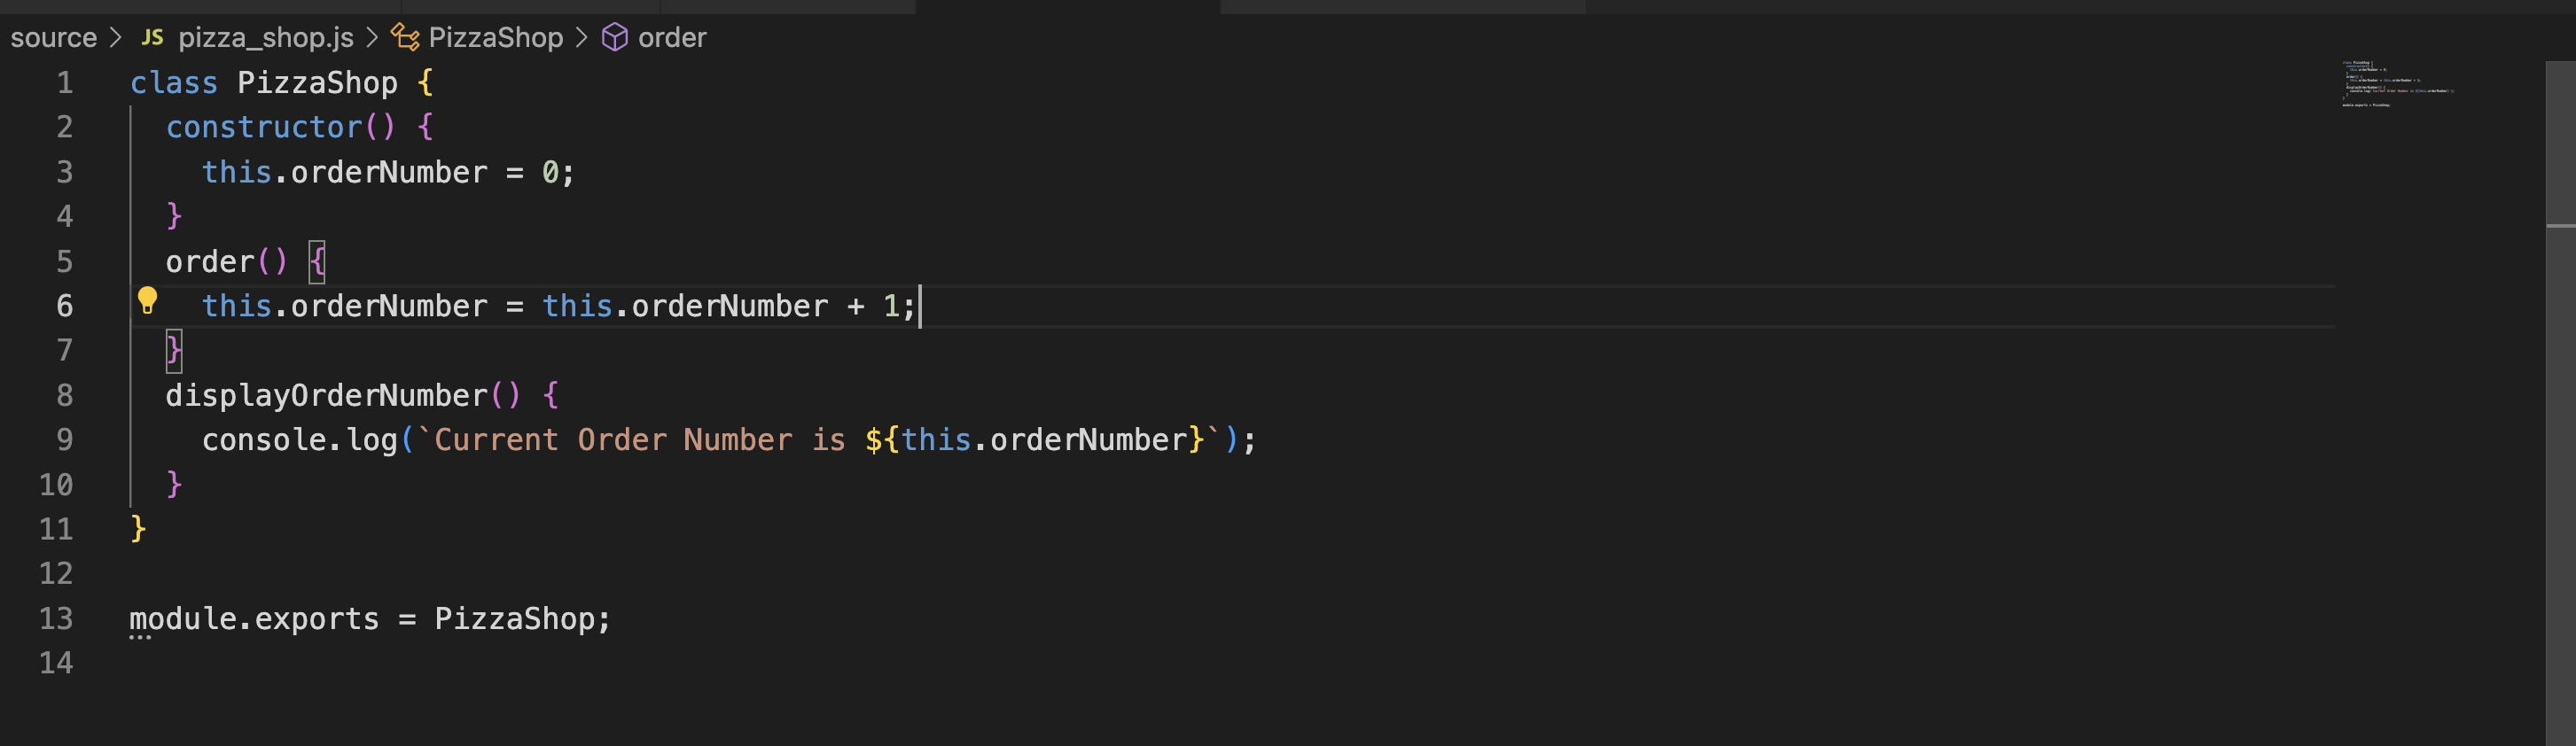 source > JS pizza_shop.js > PizzaShop > order
1 class PizzaShop {
2   constructor() {
3     this.orderNumber = 0;
4   }
5   order() {
6     this.orderNumber = this.orderNumber + 1;
7   }
8   displayOrderNumber() {
9     console.log(`Current Order Number is ${this.orderNumber}`);
10   }
11 }
12
13 module.exports = PizzaShop;
14